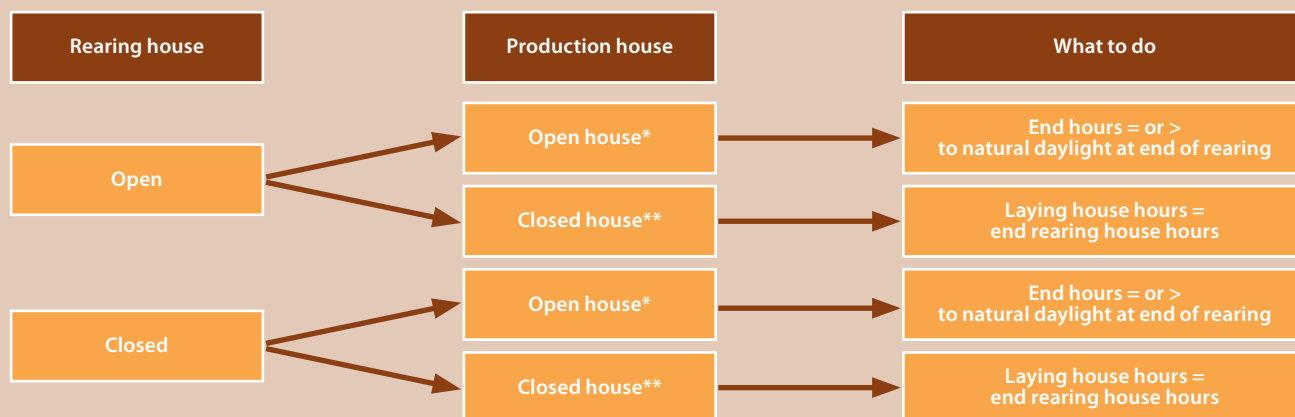 Rearing house
Production house
What to do
Open
Open house*
End hours = or >
to natural daylight at end of rearing
Closed house**
Laying house hours =
end rearing house hours
Closed
Open house*
End hours = or >
to natural daylight at end of rearing
Closed house**
Laying house hours =
end rearing house hours